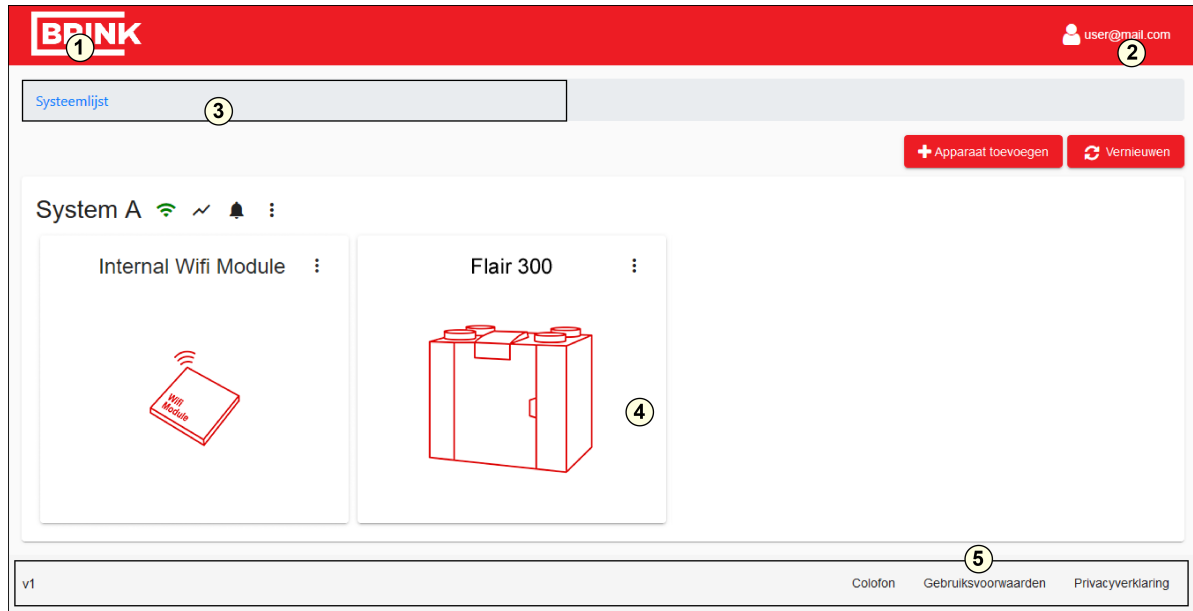 BRINK
1
user@mail.com
2
Systeemlijst
3
Apparaat toevoegen
Vernieuwen
System A
Internal Wifi Module
Flair 300
Wifi
Module
4
5
v1
Colofon
Gebruiksvoorwaarden
Privacyverklaring